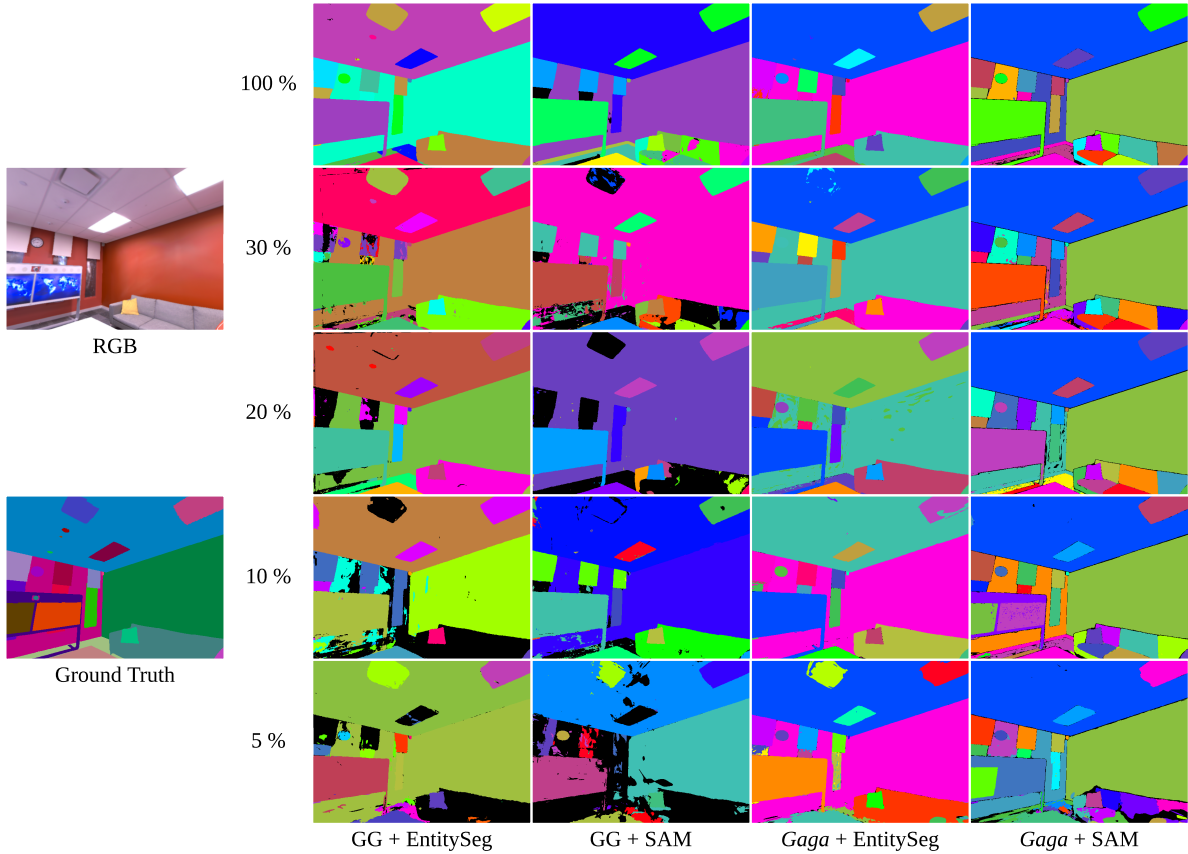 100 %
30 %
RGB
20 %
10 %
Ground Truth
5 %
GG + EntitySeg
GG + SAM
Gaga + EntitySeg
Gaga + SAM